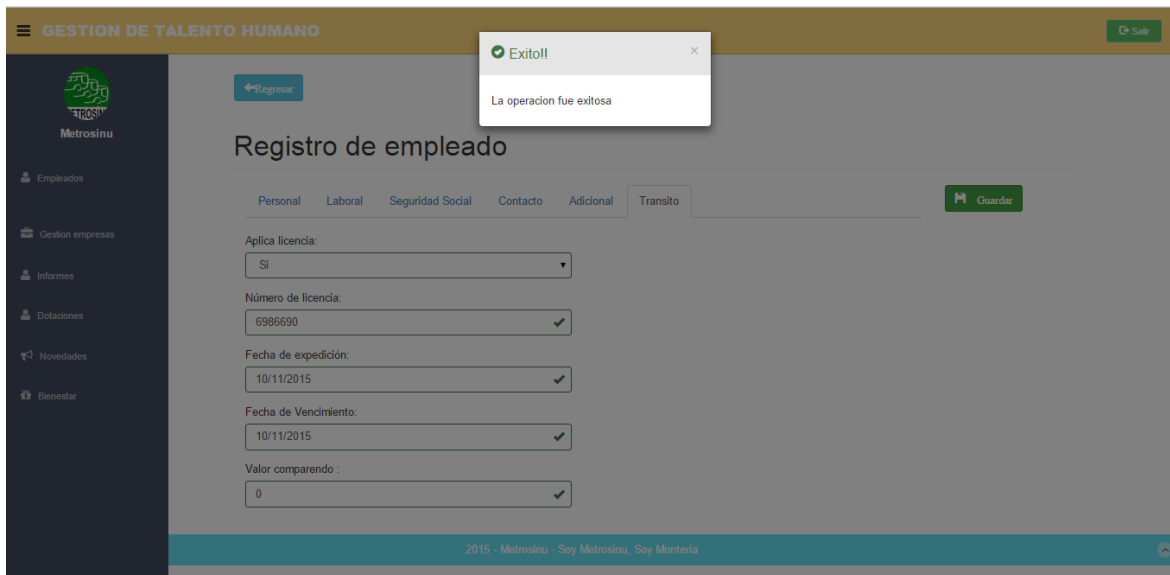 GESTION DE TALENTO HUMANO
Salir
Exito!! ×
La operacion fue exitosa
METROSINU
Metrosinu
Empleados
Gestion empresas
Informes
Dotaciones
Novedades
Bienestar
Regresar
Registro de empleado
Personal Laboral Seguridad Social Contacto Adicional Transito
Guardar
Aplica licencia:
Si
Número de licencia:
6986690
Fecha de expedición:
10/11/2015
Fecha de Vencimiento:
10/11/2015
Valor comparendo :
0
2015 - Metrosinu - Soy Metrosinu, Soy Monteria